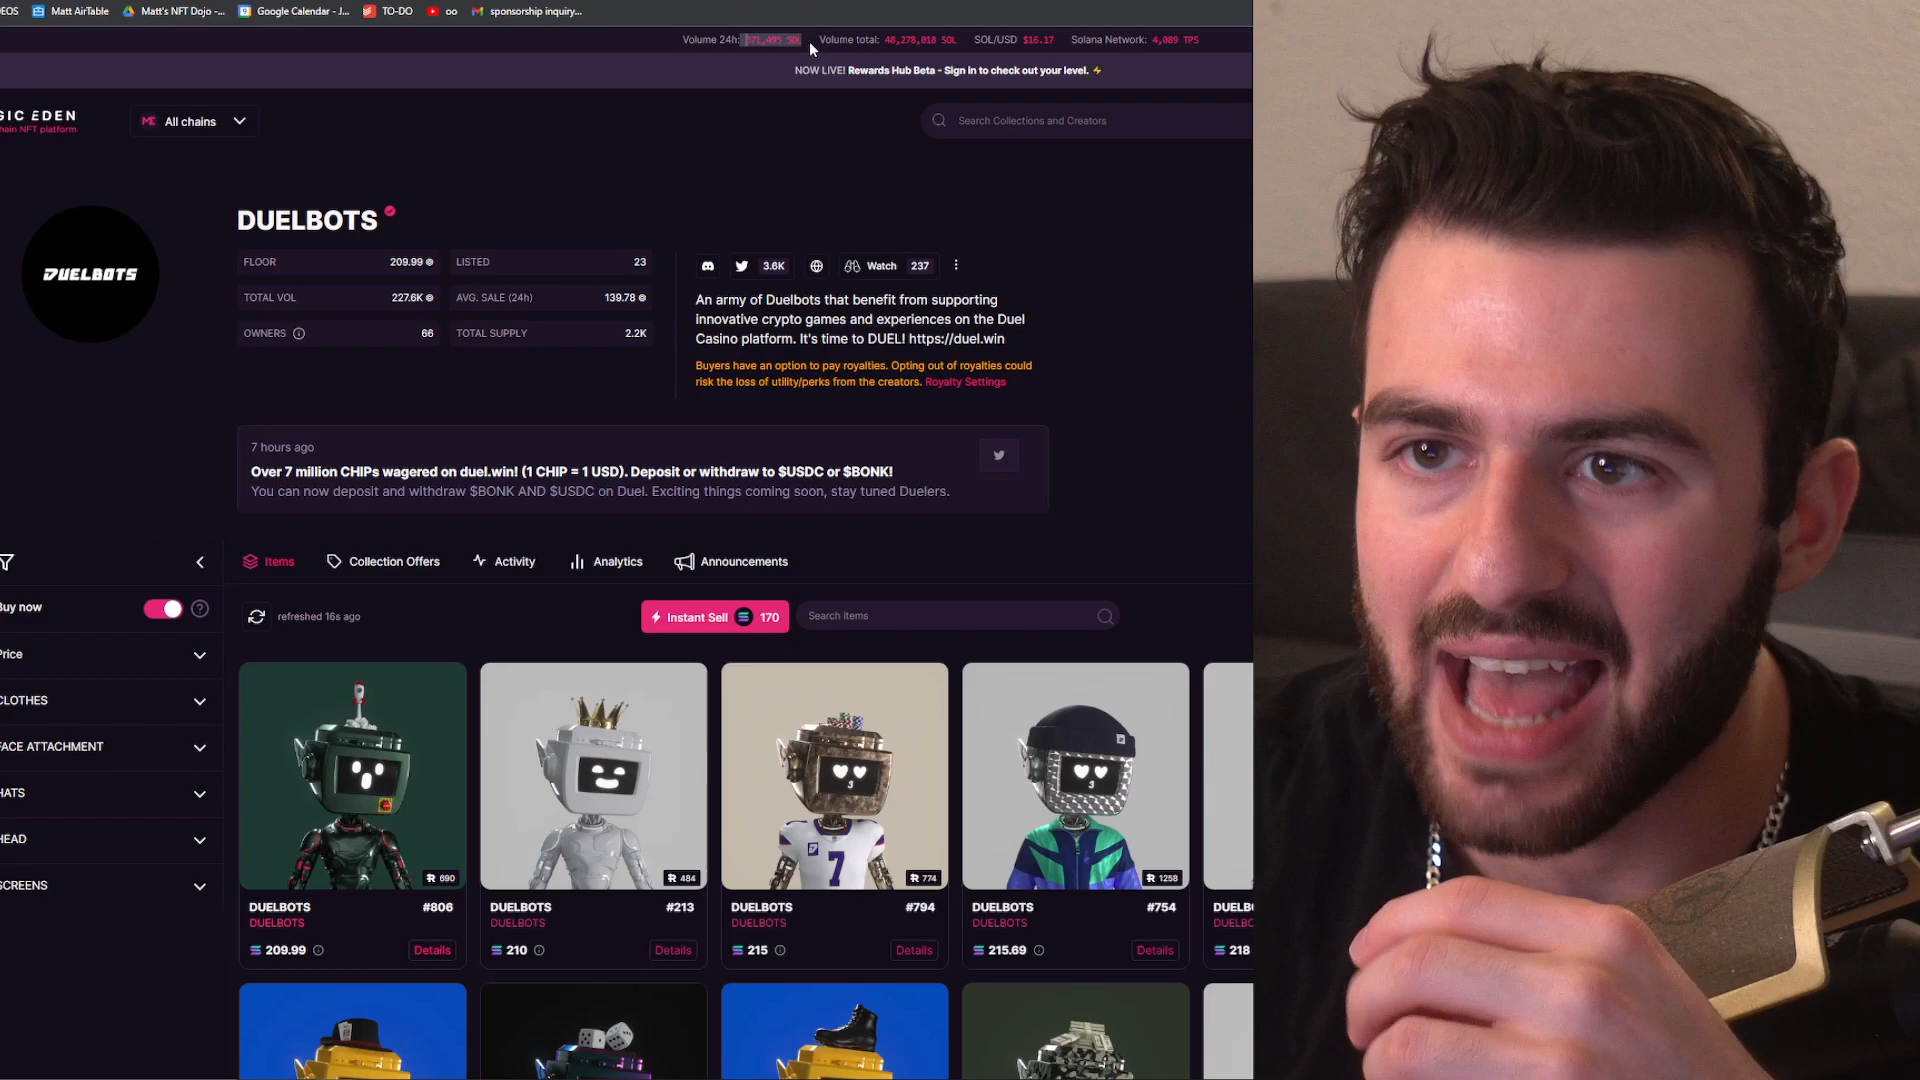 EOS Matt AirTable Matt's NFT Dojo -... Google Calendar - J... TO-DO oo sponsorship inquiry...
Volume 24h: 571,495 SOL Volume total: 48,278,018 SOL SOL/USD $16.17 Solana Network: 4,089 TPS
NOW LIVE! Rewards Hub Beta - Sign in to check out your level.
GIC EDEN
hain NFT platform
ME All chains
Search Collections and Creators
DUELBOTS
DUELBOTS
FLOOR 209.99
LISTED 23
TOTAL VOL 227.6K
AVG. SALE (24h) 139.78
OWNERS 66
TOTAL SUPPLY 2.2K
3.6K Watch 237
An army of Duelbots that benefit from supporting
innovative crypto games and experiences on the Duel
Casino platform. It's time to DUEL! https://duel.win
Buyers have an option to pay royalties. Opting out of royalties could
risk the loss of utility/perks from the creators. Royalty Settings
7 hours ago
Over 7 million CHIPs wagered on duel.win! (1 CHIP = 1 USD). Deposit or withdraw to $USDC or $BONK!
You can now deposit and withdraw $BONK AND $USDC on Duel. Exciting things coming soon, stay tuned Duelers.
Items Collection Offers Activity Analytics Announcements
Buy now
refreshed 16s ago
Instant Sell 170
Search Items
Price
CLOTHES
FACE ATTACHMENT
HATS
HEAD
SCREENS
7
690
484
774
1258
DUELBOTS #806
DUELBOTS
209.99 Details
DUELBOTS #213
DUELBOTS
210 Details
DUELBOTS #794
DUELBOTS
215 Details
DUELBOTS #754
DUELBOTS
215.69 Details
DUELB
DUELBO
218